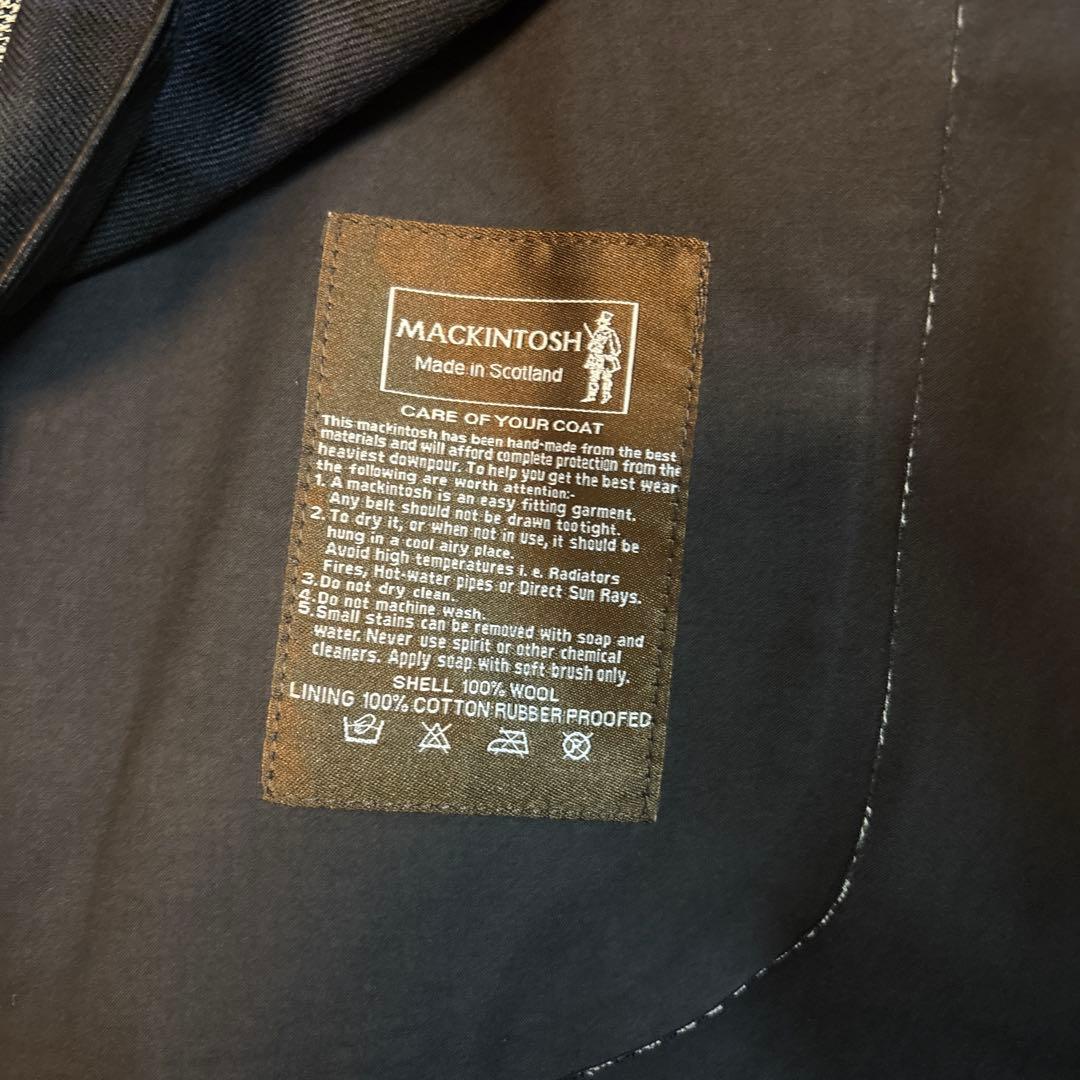 MACKINTOSH
Made in Scotland
CARE OF YOUR COAT
This mackintosh has been hand-made from the best
materials and will afford complete protection from the
heaviest downpour. To help you get the best wear
the following are worth attention:-
1. A mackintosh is an easy fitting garment.
Any belt should not be drawn too tight.
2. To dry it, or when not in use, it should be
hung in a cool airy place.
Avoid high temperatures i. e. Radiators
Fires, Hot-water pipes or Direct Sun Rays.
3. Do not dry clean.
4. Do not machine wash.
5. Small stains can be removed with soap and
water. Never use spirit or other chemical
cleaners. Apply soap with soft brush only.
SHELL 100% WOOL
LINING 100% COTTON RUBBER PROOFED